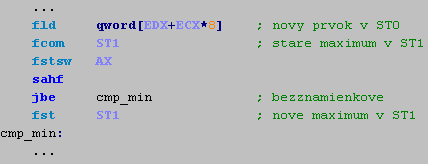 ...
fld qword[EDX+ECX*8] ; novy prvok v ST0
fcom ST1 ; stare maximum v ST1
fstsw AX
sahf
jbe cmp_min ; bezznamienkove
fst ST1 ; nove maximum v ST1
cmp_min:
...